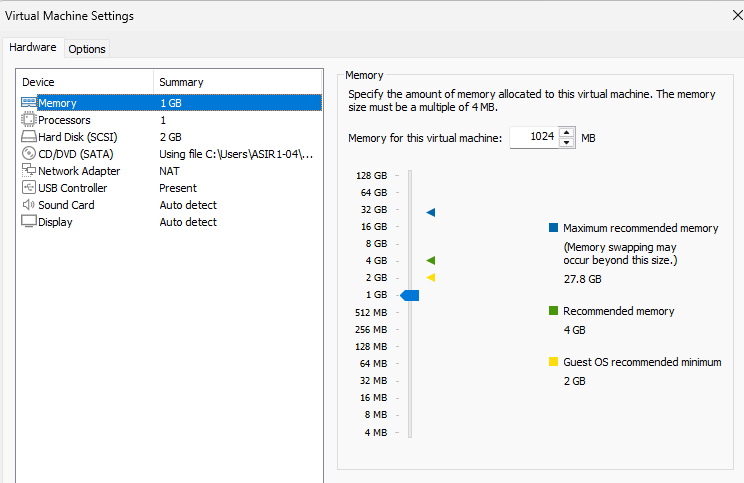 Virtual Machine Settings
Hardware Options
Device Summary
Memory 1 GB
Processors 1
Hard Disk (SCSI) 2 GB
CD/DVD (SATA) Using file C:\Users\ASIR1-04\...
Network Adapter NAT
USB Controller Present
Sound Card Auto detect
Display Auto detect
Memory
Specify the amount of memory allocated to this virtual machine. The memory
size must be a multiple of 4 MB.
Memory for this virtual machine: 1024 MB
128 GB
64 GB
32 GB
16 GB
8 GB
4 GB
2 GB
1 GB
512 MB
256 MB
128 MB
64 MB
32 MB
16 MB
8 MB
4 MB
Maximum recommended memory
(Memory swapping may
occur beyond this size.)
27.8 GB
Recommended memory
4 GB
Guest OS recommended minimum
2 GB